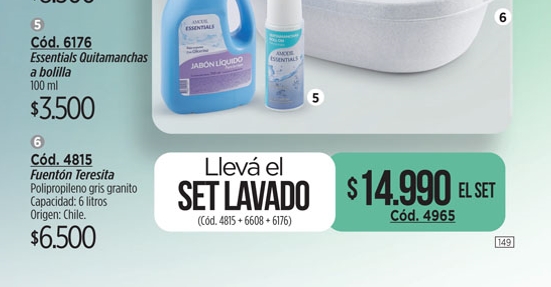 5
Cód. 6176
Essentials Quitamanchas
a bolilla
100 ml
$3.500
6
Cód. 4815
Fuentón Teresita
Polipropileno gris granito
Capacidad: 6 litros
Origen: Chile.
$6.500
AMODIL
ESSENTIALS
JABÓN LÍQUIDO
AMODIL
ESSENTIALS
5
6
Llevá el
SET LAVADO
(Cód. 4815 + 6608 + 6176)
$14.990 EL SET
Cód. 4965
149